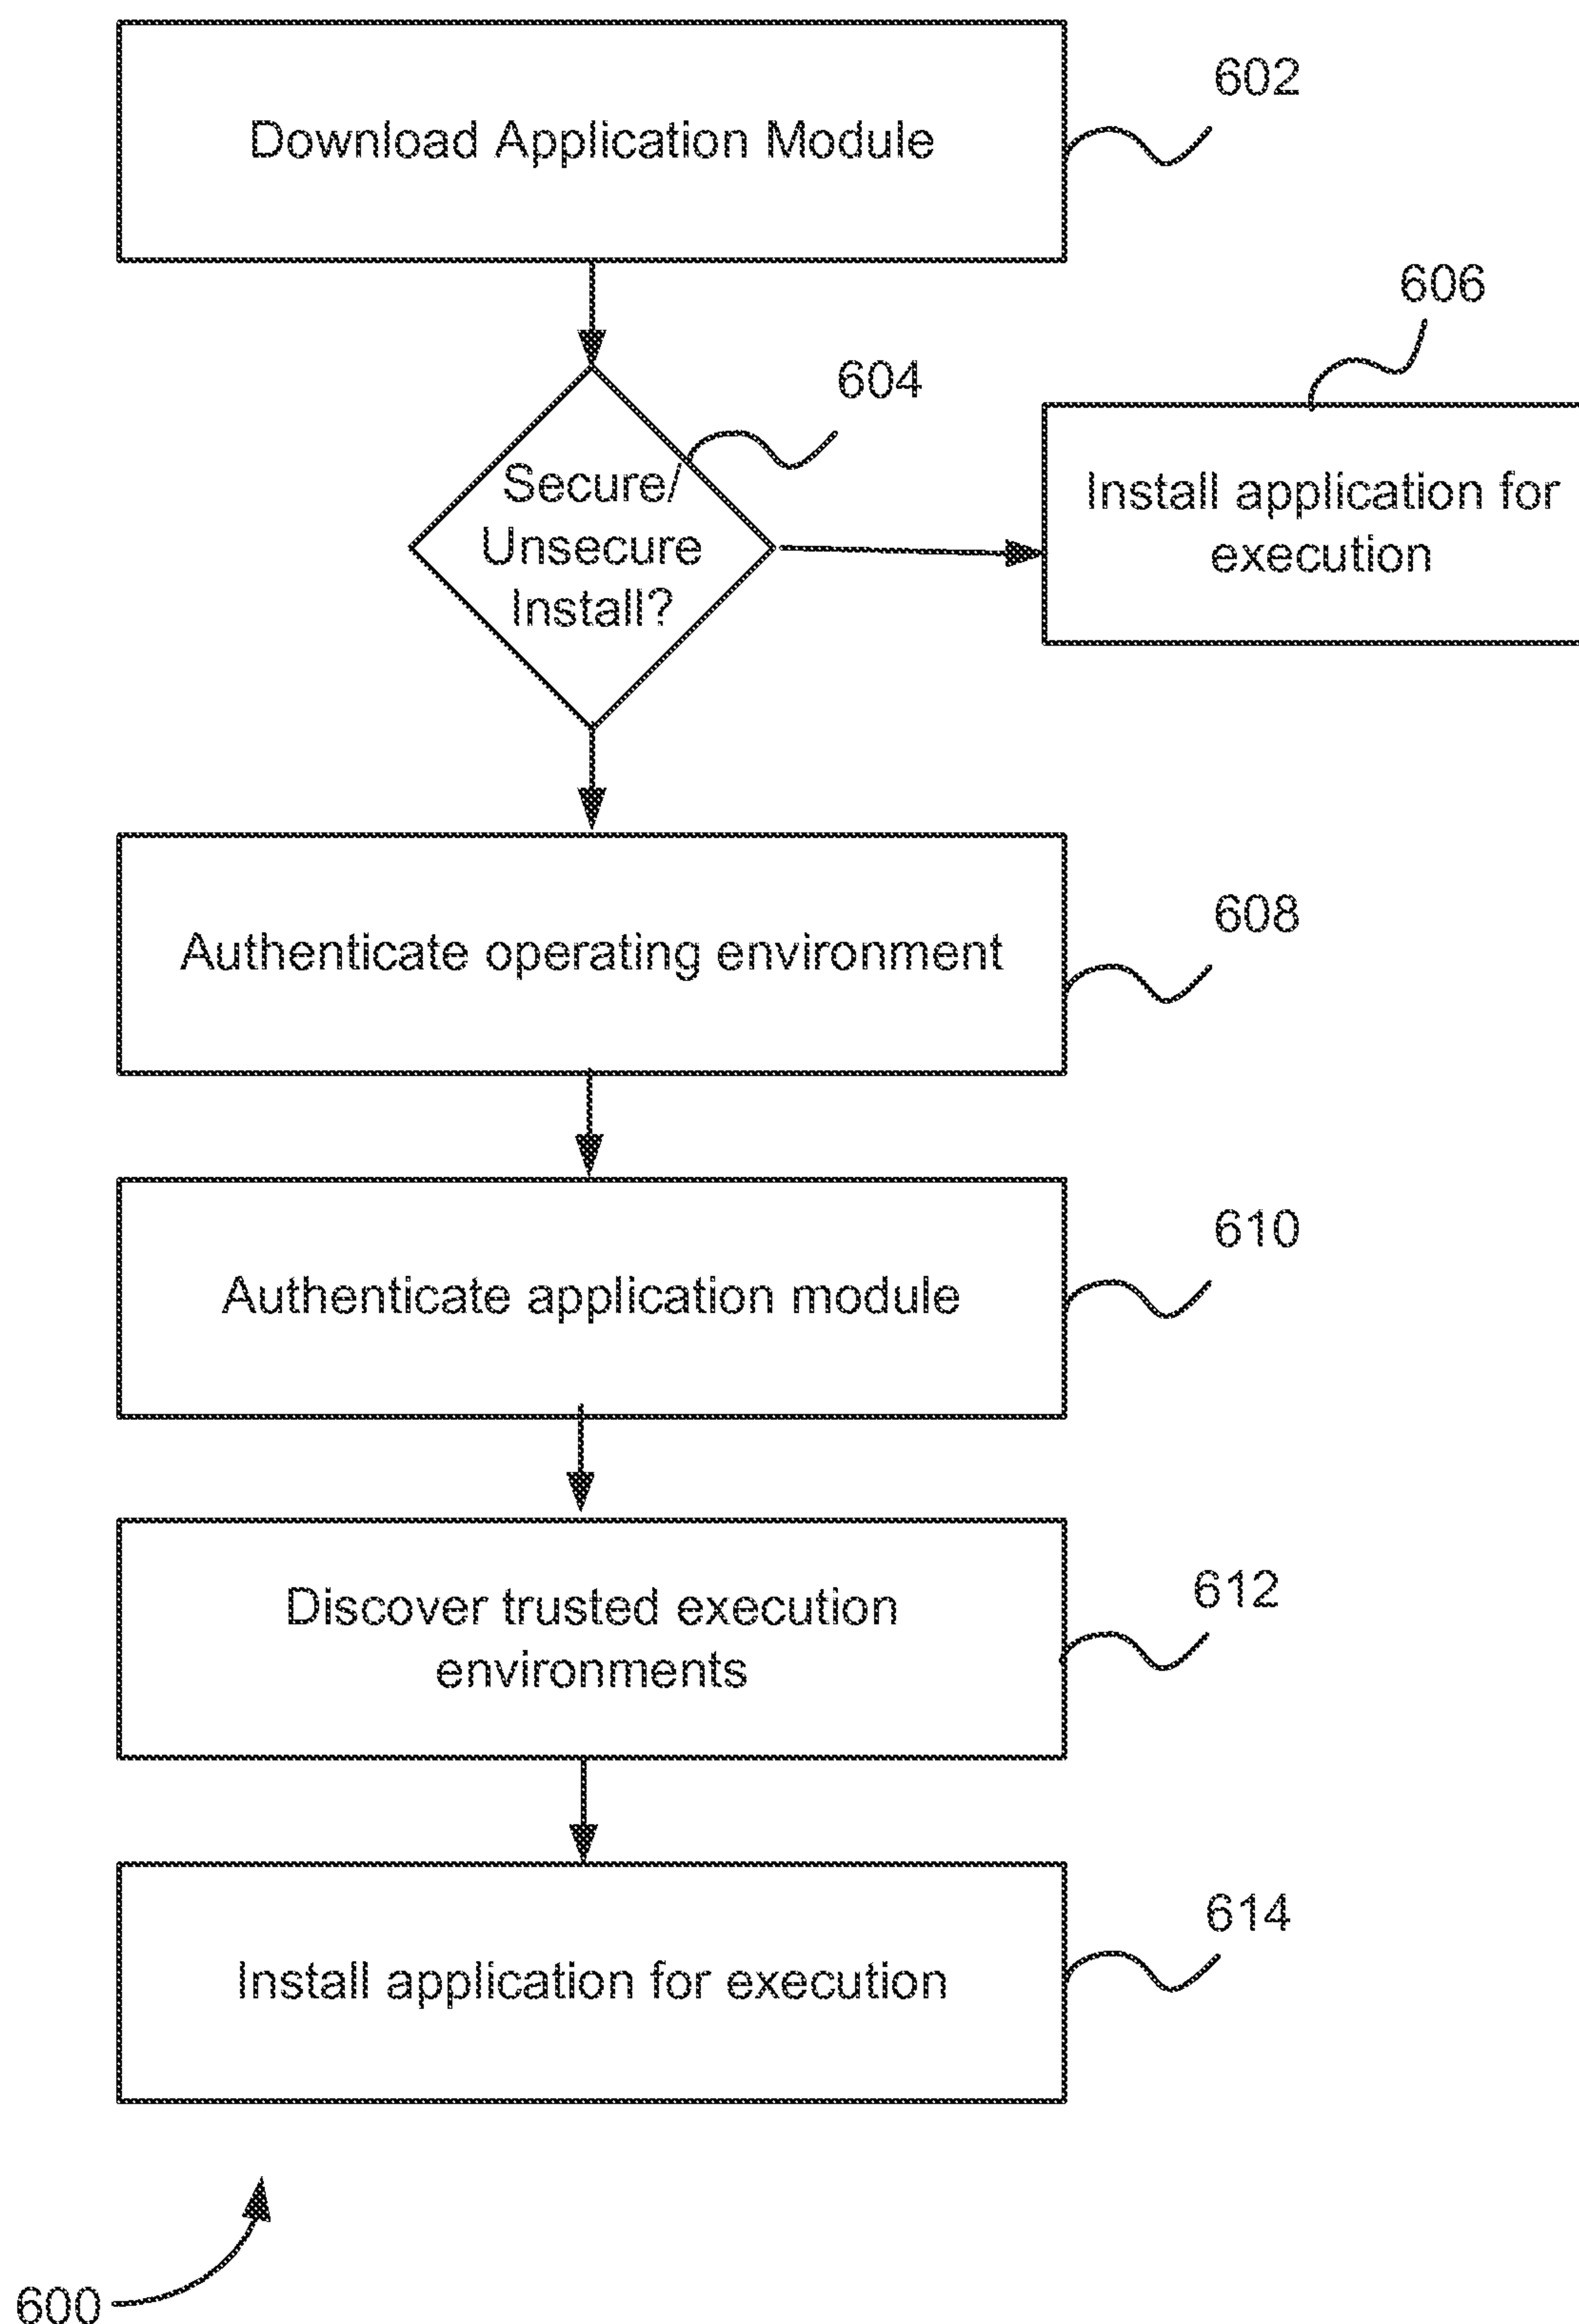 Download Application Module
602
606
604
Secure/
Unsecure
Install?
Install application for
execution
Authenticate operating environment
608
Authenticate application module
610
Discover trusted execution
environments
612
Install application for execution
614
600